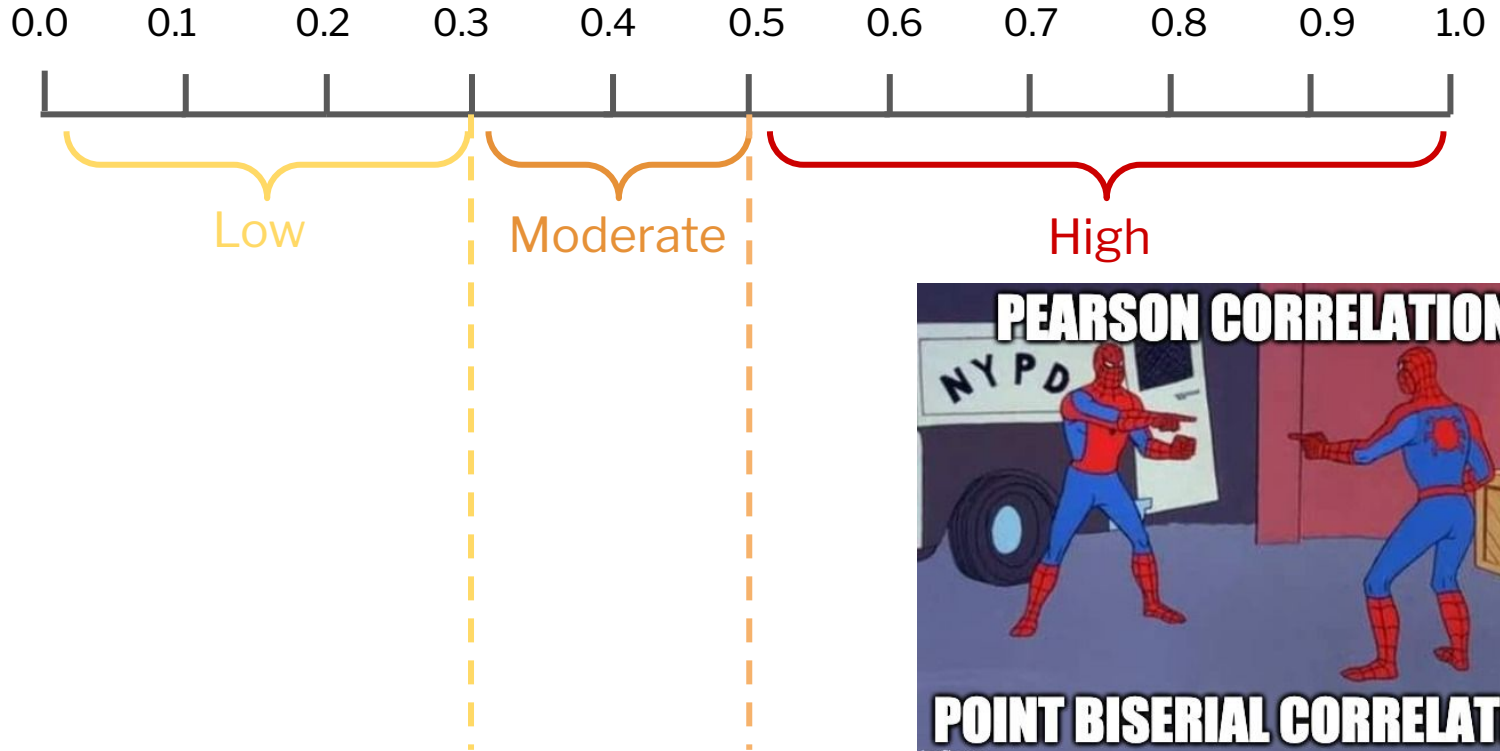 0.0 0.1 0.2 0.3 0.4 0.5 0.6 0.7 0.8 0.9 1.0
Low Moderate High
PEARSON CORRELATION
NYPD
POINT BISERIAL CORRELAT